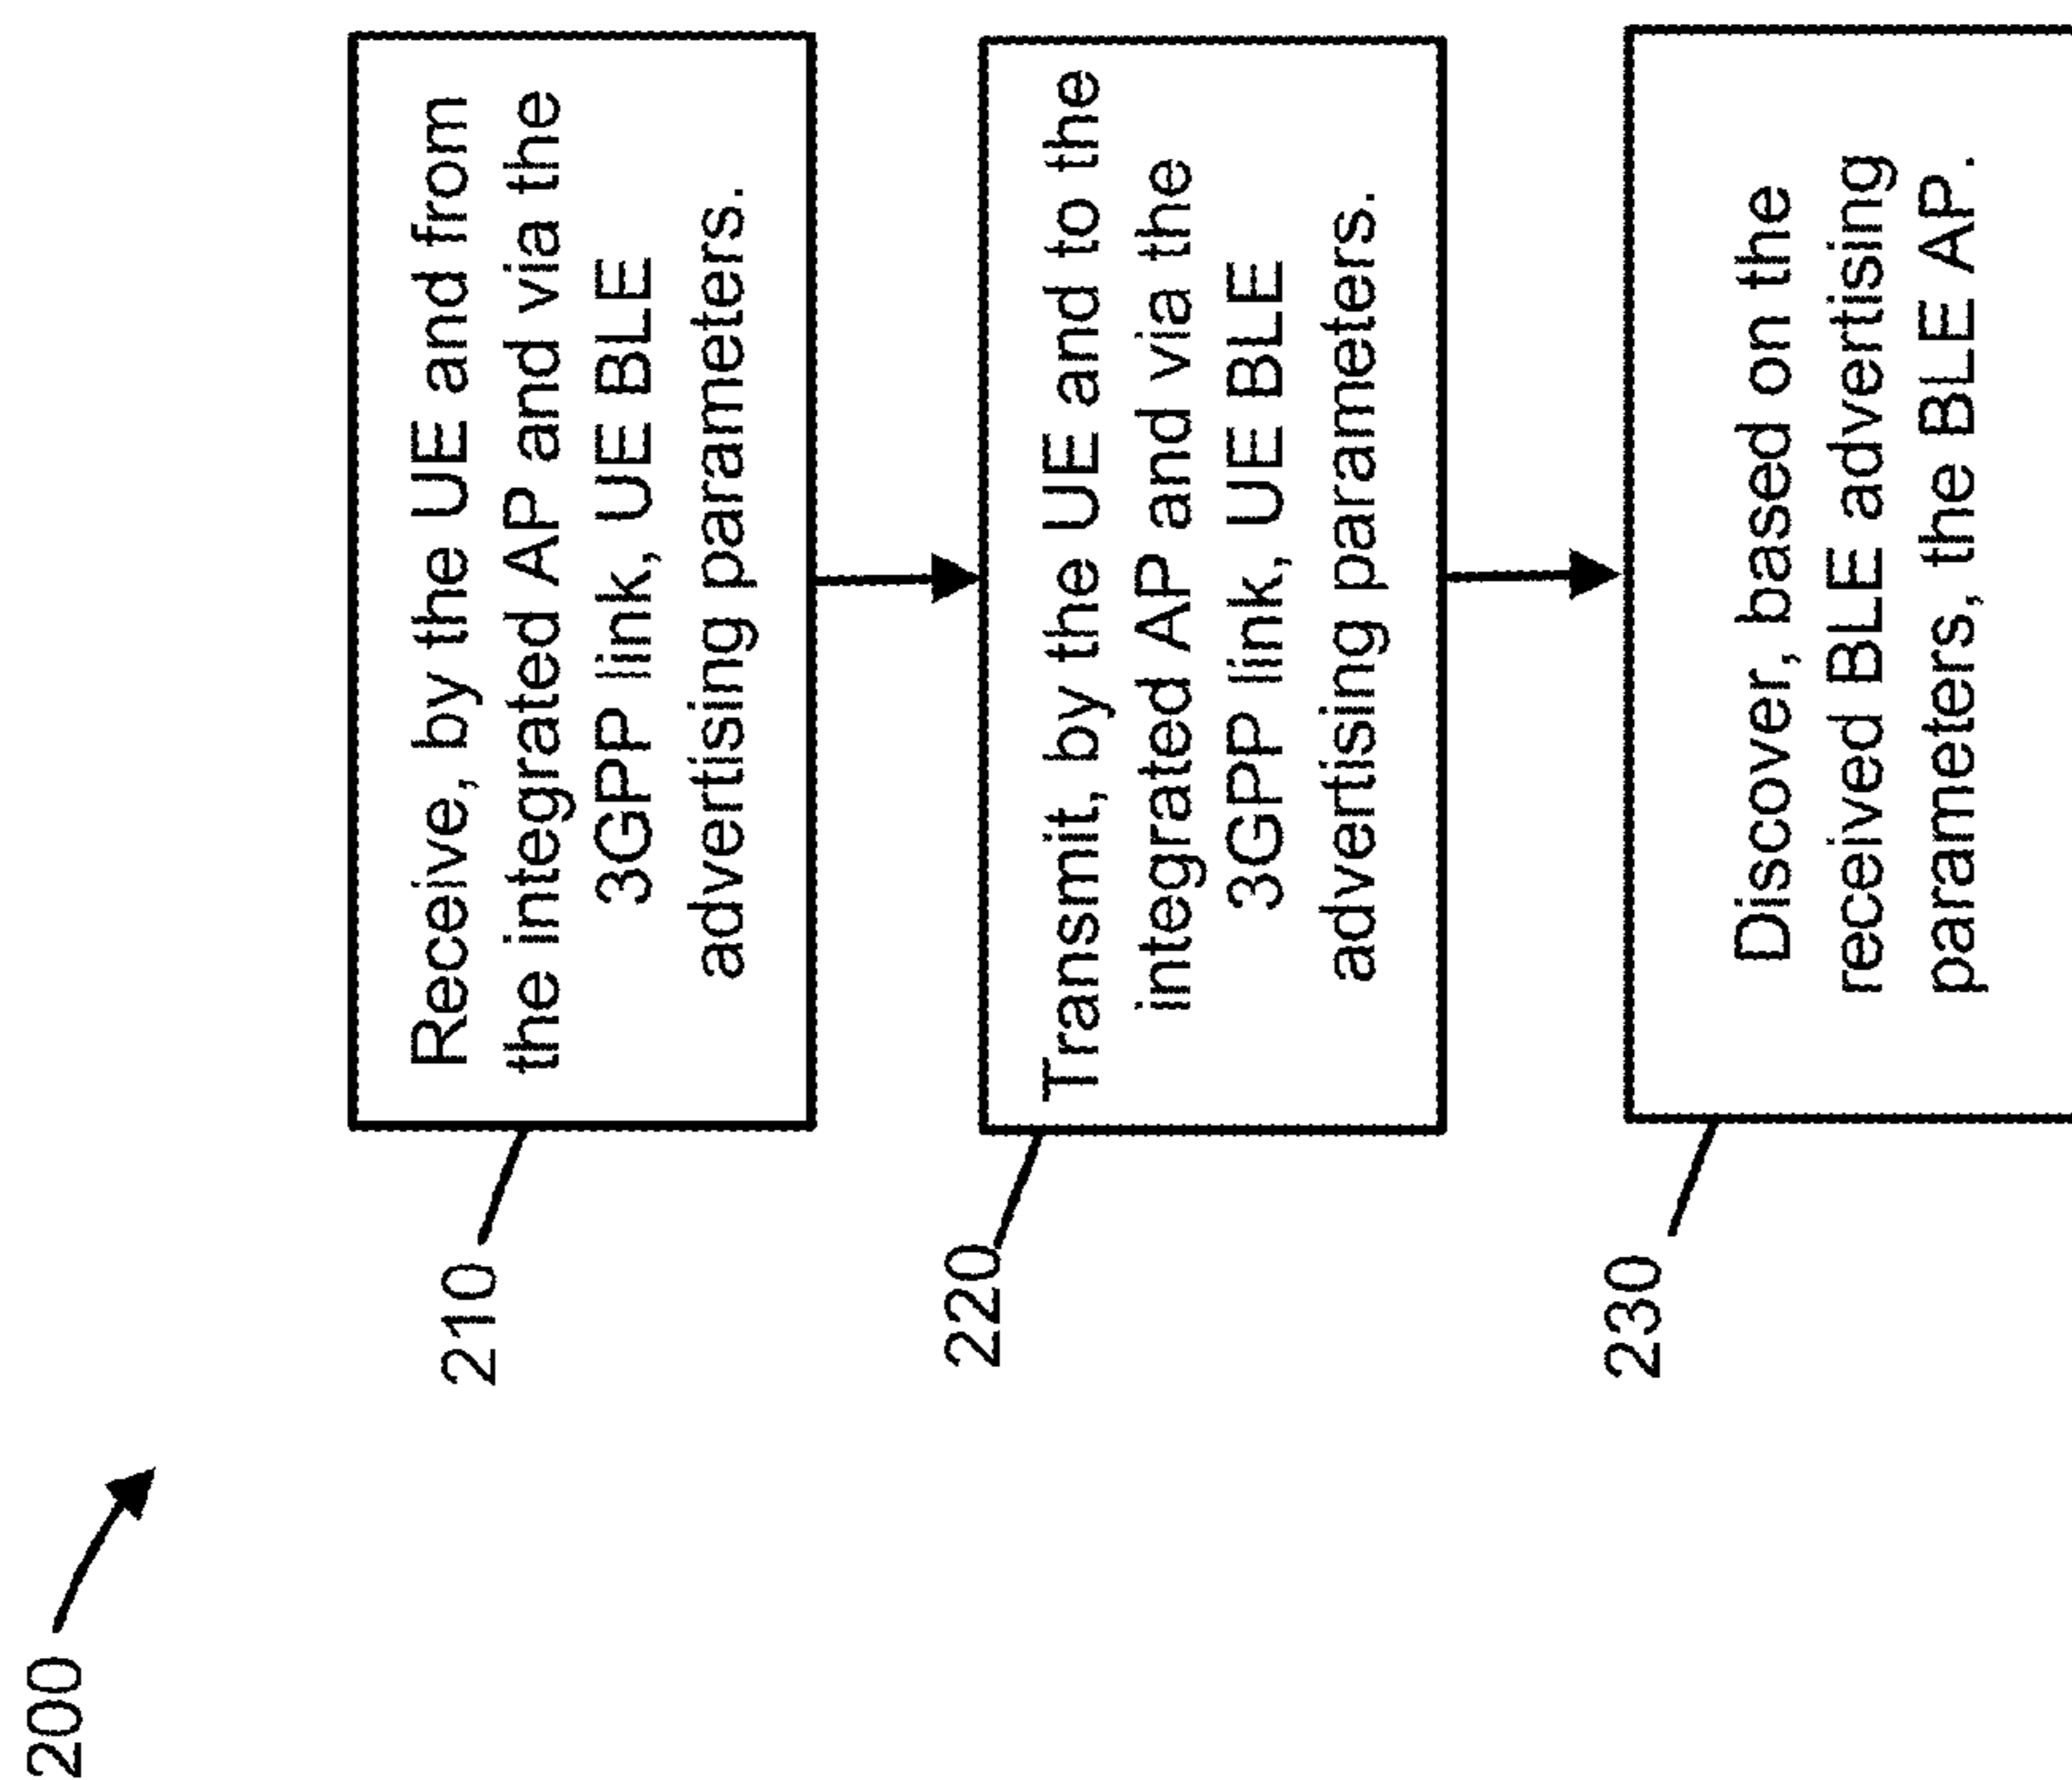 200
210
Receive, by the UE and from
the integrated AP and via the
3GPP link, UE BLE
advertising parameters.
220
Transmit, by the UE and to the
integrated AP and via the
3GPP link, UE BLE
advertising parameters.
230
Discover, based on the
received BLE advertising
parameters, the BLE AP.